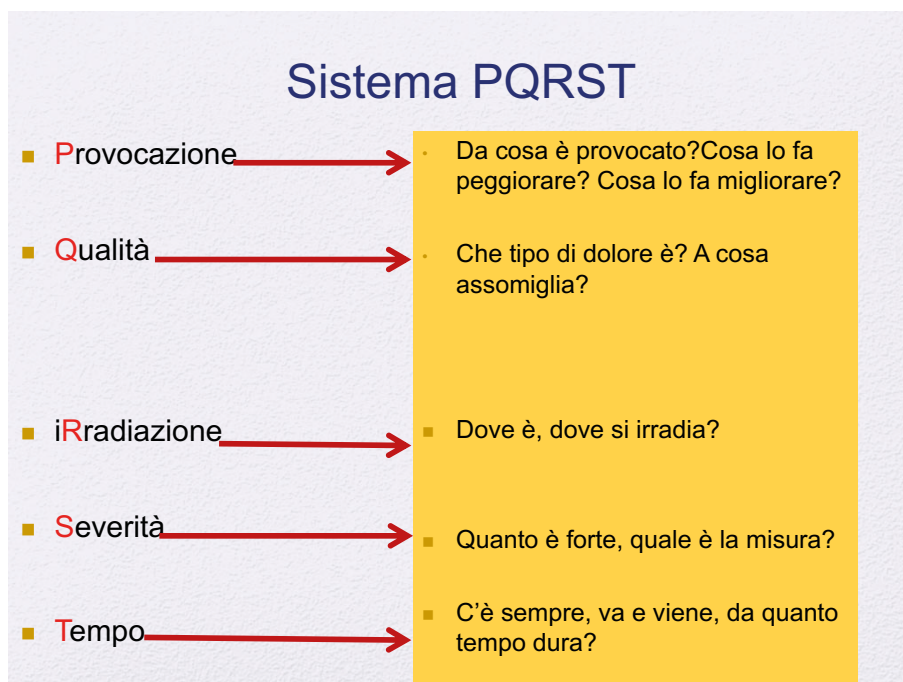 Sistema PQRST
Provocazione
Da cosa è provocato?Cosa lo fa
peggiorare? Cosa lo fa migliorare?
Qualità
Che tipo di dolore è? A cosa
assomiglia?
iRradiazione
Dove è, dove si irradia?
Severità
Quanto è forte, quale è la misura?
Tempo
C’è sempre, va e viene, da quanto
tempo dura?